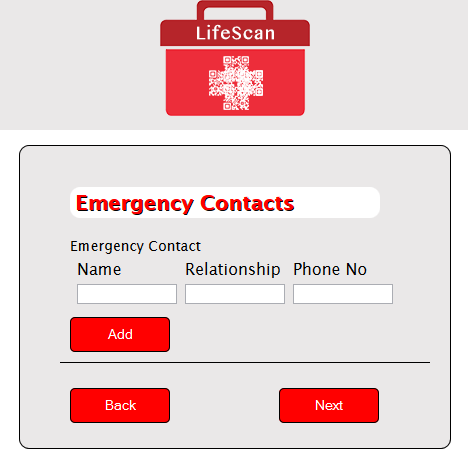 LifeScan
Emergency Contacts
Emergency Contact
Name Relationship Phone No
Add
Back Next